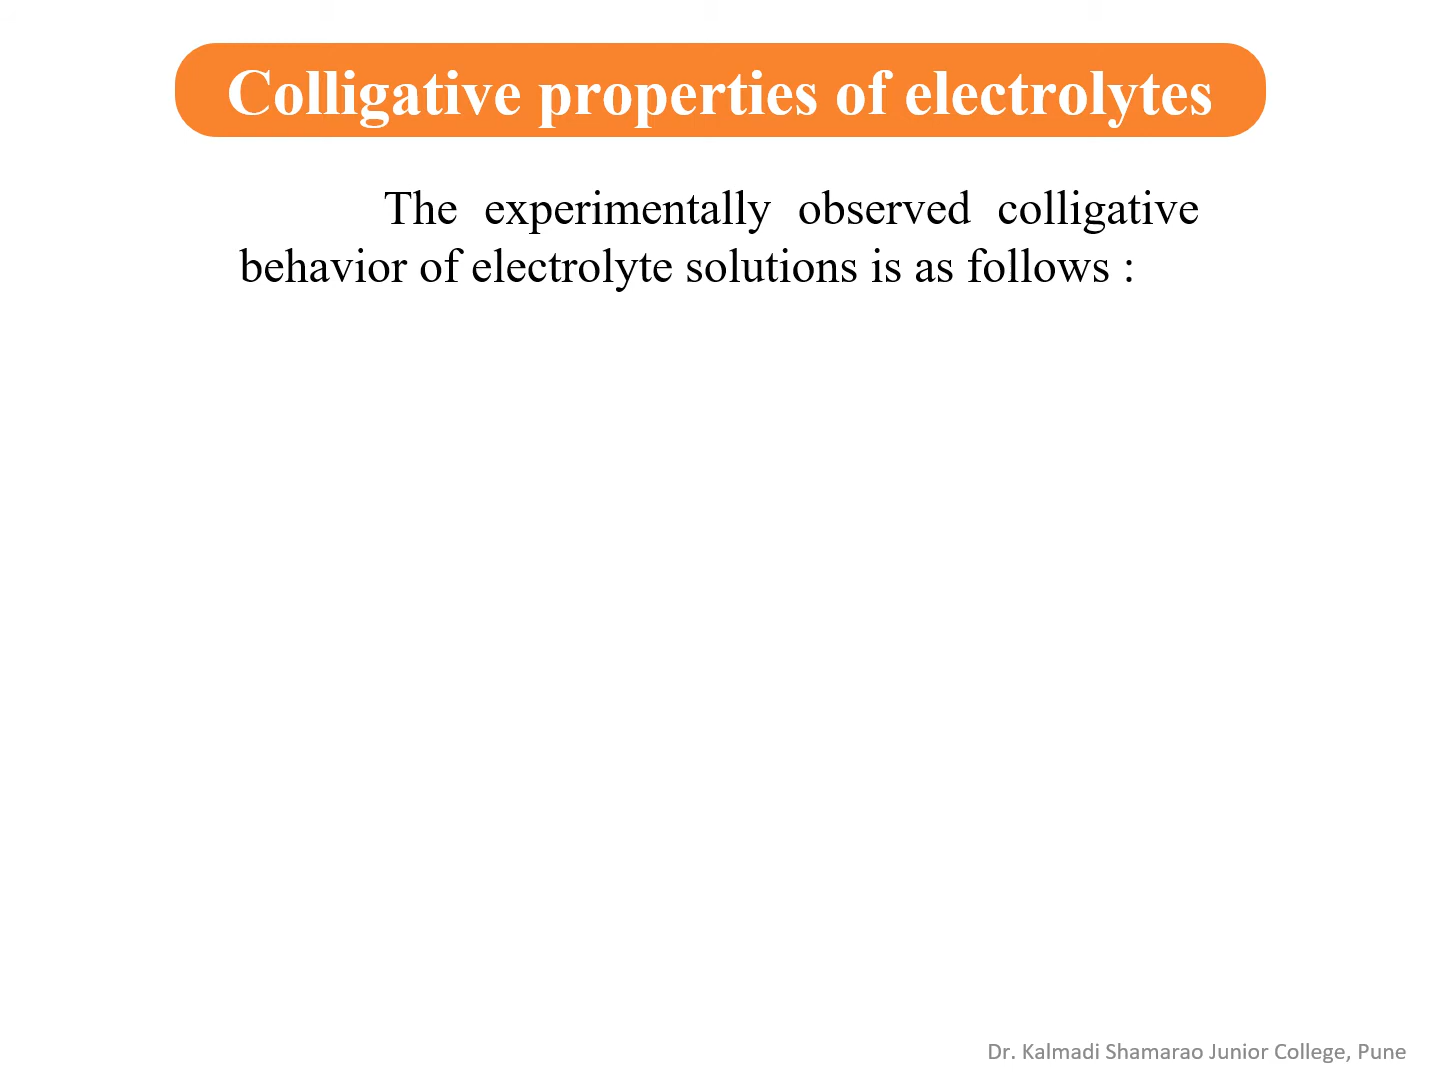 Colligative properties of electrolytes
The experimentally observed colligative
behavior of electrolyte solutions is as follows :
Dr. Kalmadi Shamarao Junior College, Pune